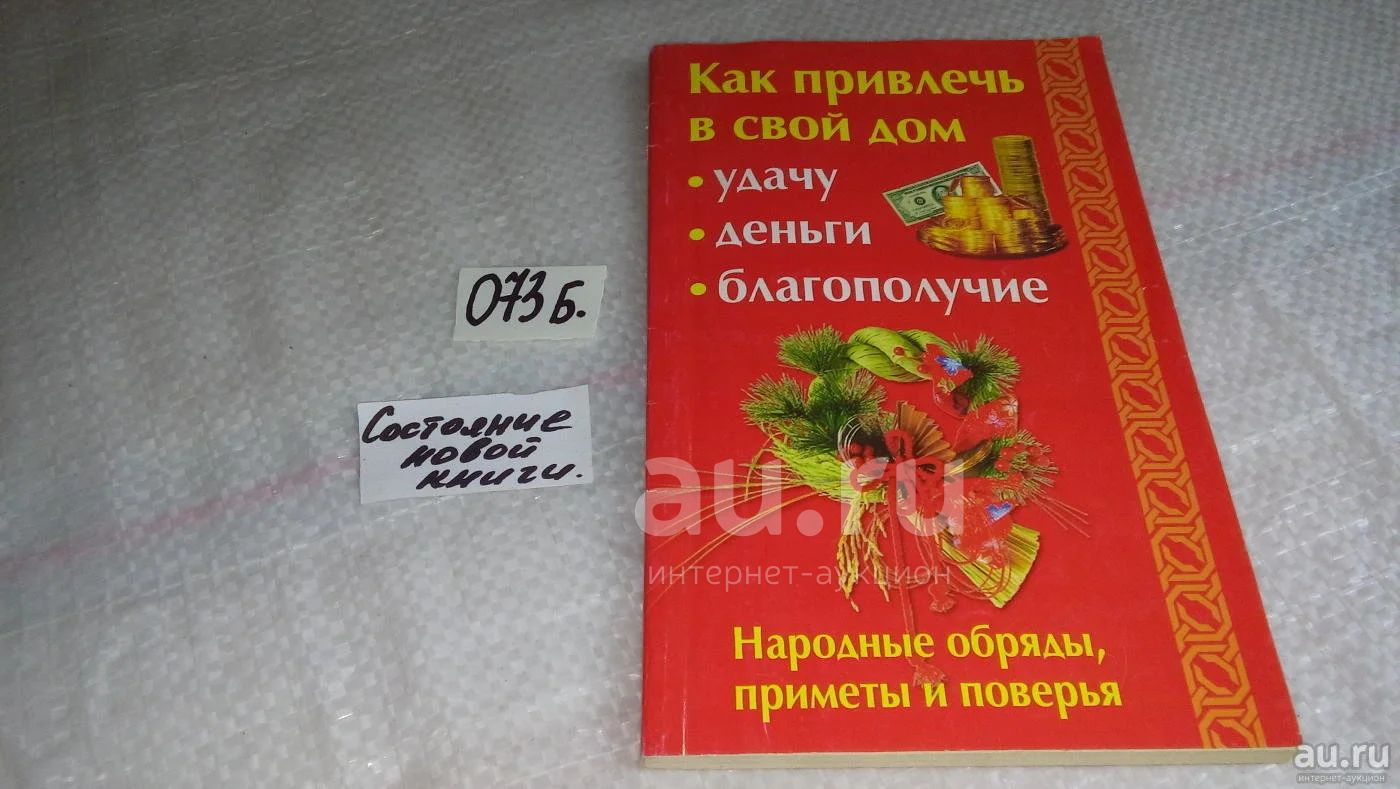 Как привлечь
в свой дом
• удачу
• деньги
• благополучие
073Б.
Состояние
новой
книги.
au.ru
интернет-аукцион
Народные обряды,
приметы и поверья
au.ru
интернет-аукцион